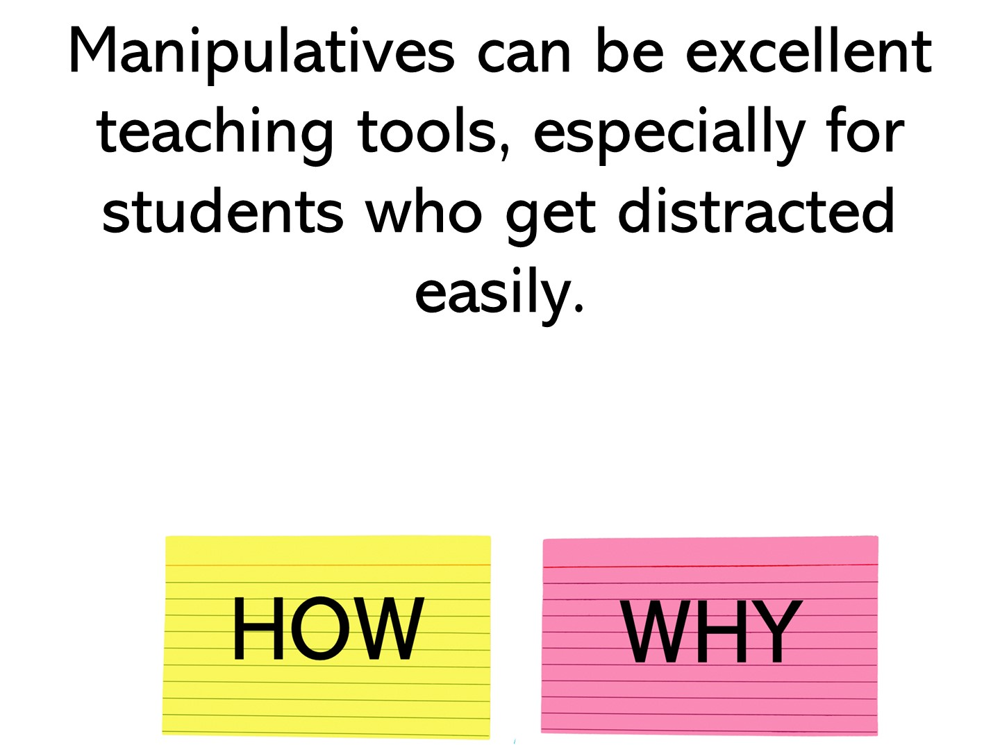 Manipulatives can be excellent
teaching tools, especially for
students who get distracted
easily.
HOW
WHY